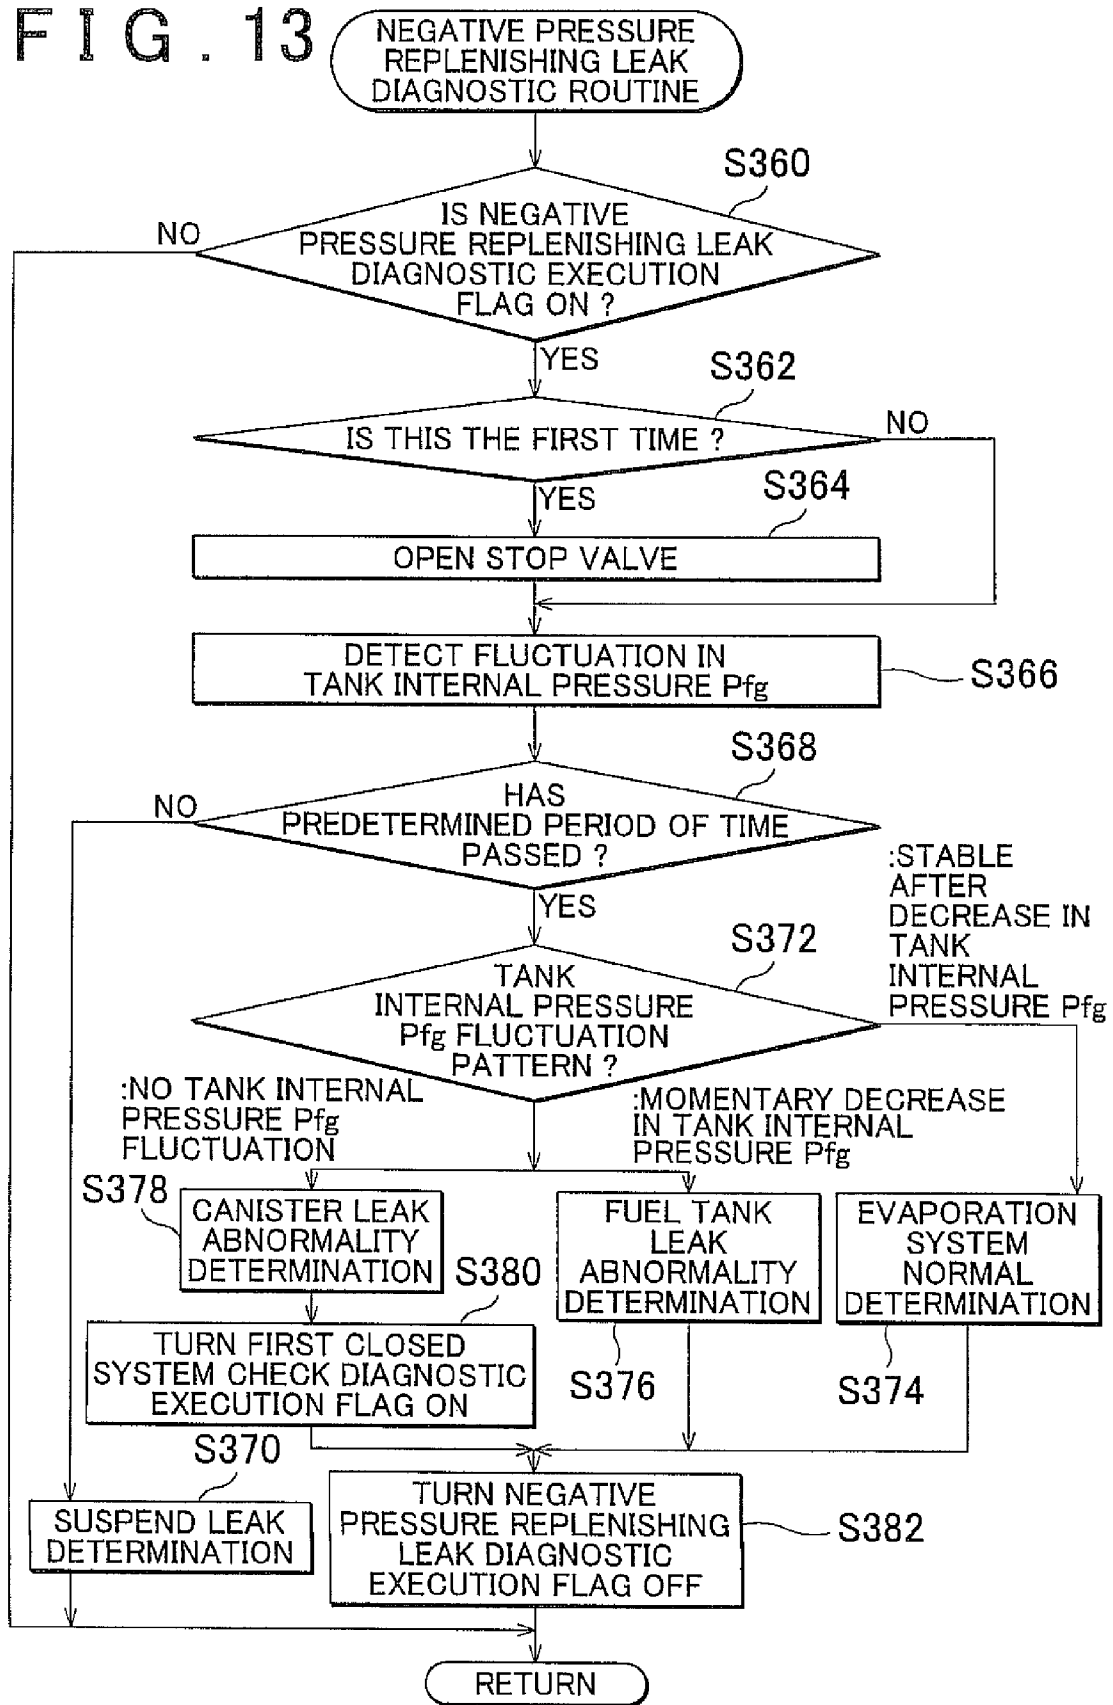 FIG. 13
NEGATIVE PRESSURE
REPLENISHING LEAK
DIAGNOSTIC ROUTINE
S360
IS NEGATIVE
PRESSURE REPLENISHING LEAK
DIAGNOSTIC EXECUTION
FLAG ON ?
NO
YES
S362
IS THIS THE FIRST TIME ?
NO
YES
S364
OPEN STOP VALVE
DETECT FLUCTUATION IN
TANK INTERNAL PRESSURE Pfg
S366
S368
HAS
PREDETERMINED PERIOD OF TIME
PASSED ?
NO
YES
S372
TANK
INTERNAL PRESSURE
Pfg FLUCTUATION
PATTERN ?
:STABLE
AFTER
DECREASE IN
TANK
INTERNAL
PRESSURE Pfg
:NO TANK INTERNAL
PRESSURE Pfg
FLUCTUATION
:MOMENTARY DECREASE
IN TANK INTERNAL
PRESSURE Pfg
S378
CANISTER LEAK
ABNORMALITY
DETERMINATION
FUEL TANK
LEAK
ABNORMALITY
DETERMINATION
EVAPORATION
SYSTEM
NORMAL
DETERMINATION
S380
TURN FIRST CLOSED
SYSTEM CHECK DIAGNOSTIC
EXECUTION FLAG ON
S376
S374
S370
SUSPEND LEAK
DETERMINATION
TURN NEGATIVE
PRESSURE REPLENISHING
LEAK DIAGNOSTIC
EXECUTION FLAG OFF
S382
RETURN